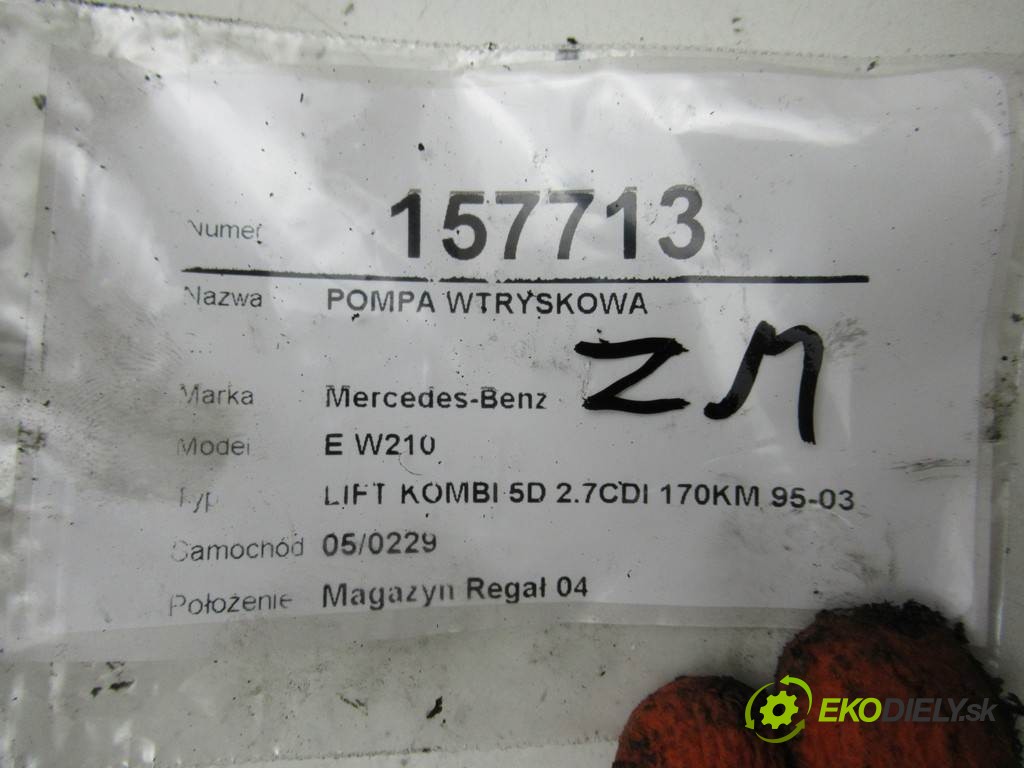 Numer 157713
Nazwa POMPA WTRYSKOWA
ZM
Marka Mercedes-Benz
Model E W210
Typ LIFT KOMBI 5D 2.7CDI 170KM 95-03
Samochód 05/0229
Położenie Magazyn Regał 04
EKODIELY.sk